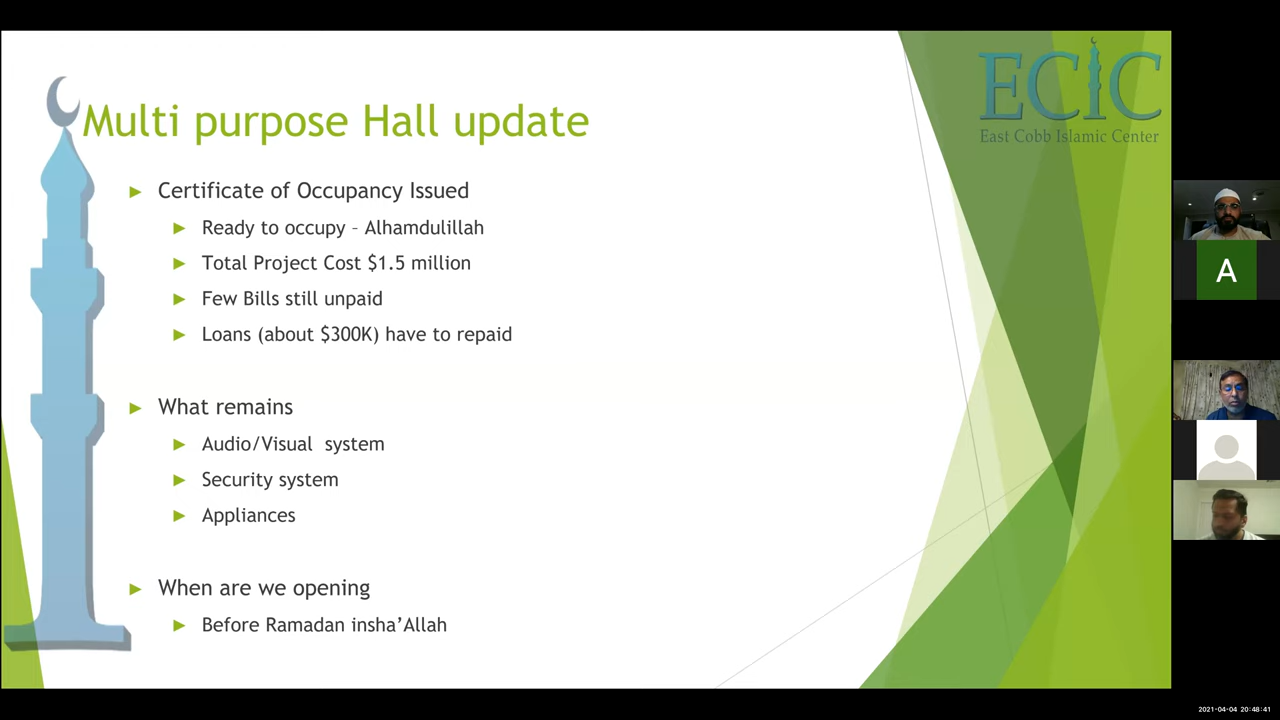 ECIC
East Cobb Islamic Center
Multi purpose Hall update
Certificate of Occupancy Issued
Ready to occupy – Alhamdulillah
Total Project Cost $1.5 million
Few Bills still unpaid
Loans (about $300K) have to repaid
What remains
Audio/Visual system
Security system
Appliances
When are we opening
Before Ramadan insha’Allah
A
2021-04-04 20:48:41